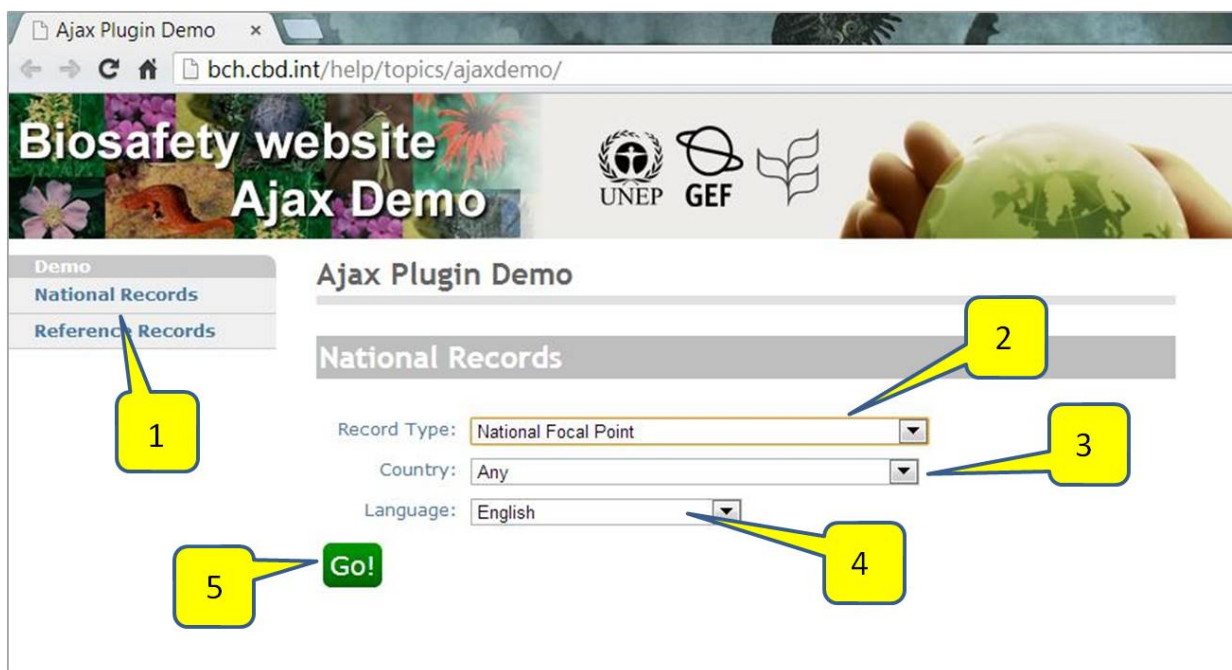 Ajax Plugin Demo ×
bch.cbd.int/help/topics/ajaxdemo/
Biosafety website
Ajax Demo
UNEP
GEF
Demo
National Records
Reference Records
Ajax Plugin Demo
National Records
Record Type: National Focal Point
Country: Any
Language: English
Go!
1
2
3
4
5